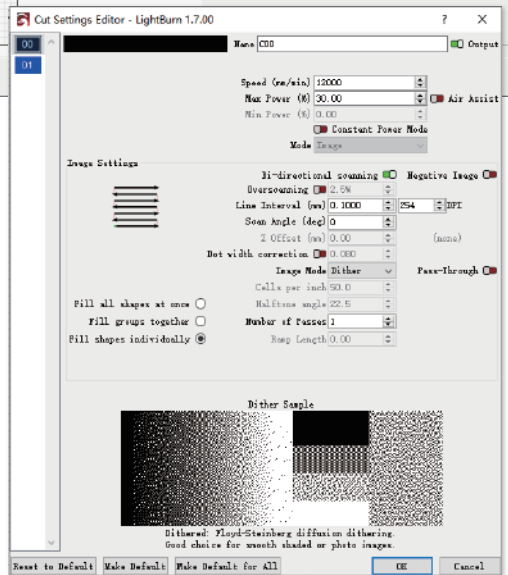 Cut Settings Editor - LightBurn 1.7.00 ? X
00 Name C00 Output
01
Speed (mm/min) 12000
Max Power (%) 30.00 Air Assist
Min Power (%) 0.00
Constant Power Mode
Mode Image
Image Settings
Bi-directional scanning Negative Image
Overscanning 2.5%
Line Interval (mm) 0.1000 254 DPI
Scan Angle (deg) 0
Z Offset (mm) 0.00 (none)
Dot width correction 0.080
Image Mode Dither Pass-Through
Cells per inch 50.0
Fill all shapes at once Halftone angle 22.5
Fill groups together Number of Passes 1
Fill shapes individually Ramp Length 0.00
Dither Sample
Dithered: Floyd-Steinberg diffusion dithering.
Good choice for smooth shaded or photo images.
Reset to Default Make Default Make Default for All OK Cancel